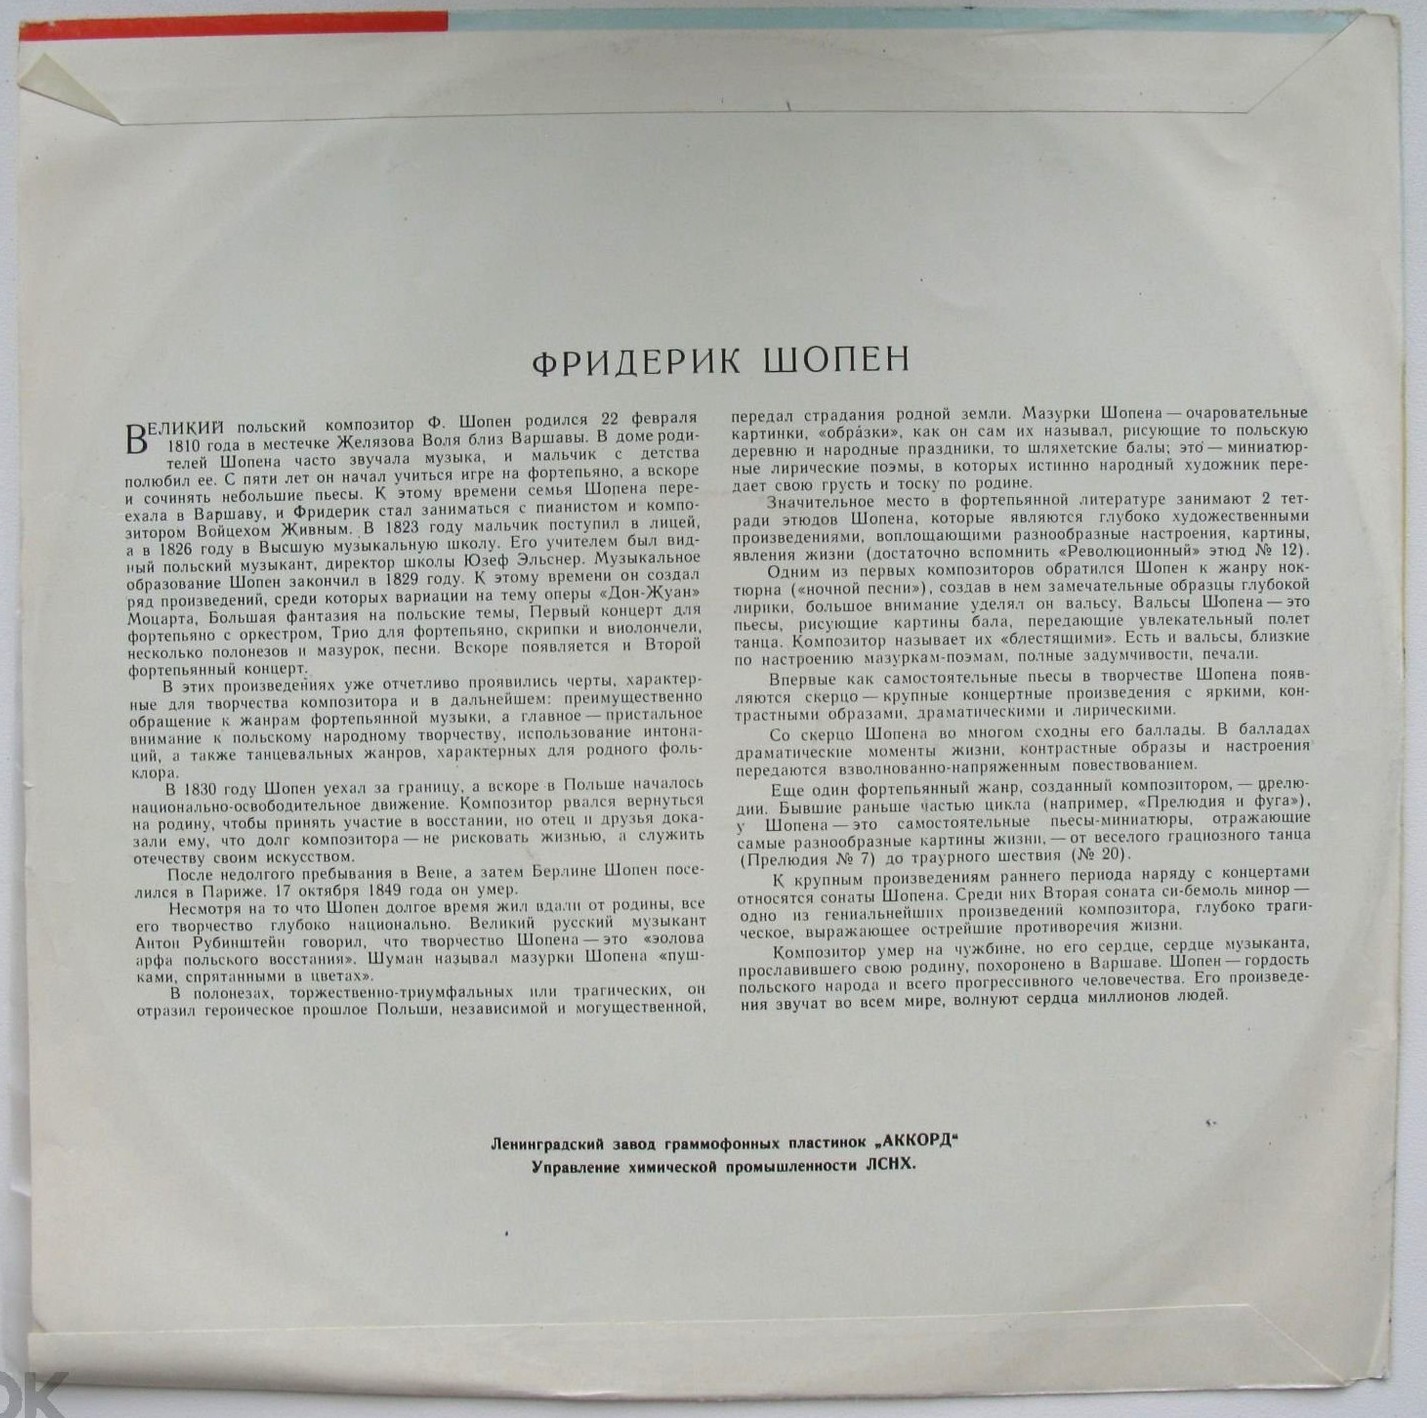 ФРИДЕРИК ШОПЕН
ВЕЛИКИЙ польский композитор Ф. Шопен родился 22 февраля
1810 года в местечке Желязова Воля близ Варшавы. В доме роди-
телей Шопена часто звучала музыка, и мальчик с детства
полюбил ее. С пяти лет он начал учиться игре на фортепьяно, а вскоре
и сочинять небольшие пьесы. К этому времени семья Шопена пере-
ехала в Варшаву, и Фридерик стал заниматься с пианистом и компо-
зитором Войцехом Живным. В 1823 году мальчик поступил в лицей,
а в 1826 году в Высшую музыкальную школу. Его учителем был вид-
ный польский музыкант, директор школы Юзеф Эльснер. Музыкальное
образование Шопен закончил в 1829 году. К этому времени он создал
ряд произведений, среди которых вариации на тему оперы «Дон-Жуан»
Моцарта, Большая фантазия на польские темы, Первый концерт для
фортепьяно с оркестром, Трио для фортепьяно, скрипки и виолончели,
несколько полонезов и мазурок, песни. Вскоре появляется и Второй
фортепьянный концерт.
В этих произведениях уже отчетливо проявились черты, характер-
ные для творчества композитора и в дальнейшем: преимущественно
обращение к жанрам фортепьянной музыки, а главное — пристальное
внимание к польскому народному творчеству, использование интона-
ций, а также танцевальных жанров, характерных для родного фоль-
клора.
В 1830 году Шопен уехал за границу, а вскоре в Польше началось
национально-освободительное движение. Композитор рвался вернуться
на родину, чтобы принять участие в восстании, но отец и друзья дока-
зали ему, что долг композитора — не рисковать жизнью, а служить
отечеству своим искусством.
После недолгого пребывания в Вене, а затем Берлине Шопен посе-
лился в Париже. 17 октября 1849 года он умер.
Несмотря на то что Шопен долгое время жил вдали от родины, все
его творчество глубоко национально. Великий русский музыкант
Антон Рубинштейн говорил, что творчество Шопена — это «эолова
арфа польского восстания». Шуман называл мазурки Шопена «пуш-
ками, спрятанными в цветах».
В полонезах, торжественно-триумфальных или трагических, он
отразил героическое прошлое Польши, независимой и могущественной,
передал страдания родной земли. Мазурки Шопена — очаровательные
картинки, «обра́зки», как он сам их называл, рисующие то польскую
деревню и народные праздники, то шляхетские балы; это — миниатюр-
ные лирические поэмы, в которых истинно народный художник пере-
дает свою грусть и тоску по родине.
Значительное место в фортепьянной литературе занимают 2 тет-
ради этюдов Шопена, которые являются глубоко художественными
произведениями, воплощающими разнообразные настроения, картины,
явления жизни (достаточно вспомнить «Революционный» этюд № 12).
Одним из первых композиторов обратился Шопен к жанру нок-
тюрна («ночной песни»), создав в нем замечательные образцы глубокой
лирики, большое внимание уделял он вальсу. Вальсы Шопена — это
пьесы, рисующие картины бала, передающие увлекательный полет
танца. Композитор называет их «блестящими». Есть и вальсы, близкие
по настроению мазуркам-поэмам, полные задумчивости, печали.
Впервые как самостоятельные пьесы в творчестве Шопена появ-
ляются скерцо — крупные концертные произведения с яркими, кон-
трастными образами, драматическими и лирическими.
Со скерцо Шопена во многом сходны его баллады. В балладах
драматические моменты жизни, контрастные образы и настроения
передаются взволнованно-напряженным повествованием.
Еще один фортепьянный жанр, созданный композитором, — прелю-
дии. Бывшие раньше частью цикла (например, «Прелюдия и фуга»),
у Шопена — это самостоятельные пьесы-миниатюры, отражающие
самые разнообразные картины жизни, — от веселого грациозного танца
(Прелюдия № 7) до траурного шествия (№ 20).
К крупным произведениям раннего периода наряду с концертами
относятся сонаты Шопена. Среди них Вторая соната си-бемоль минор —
одно из гениальнейших произведений композитора, глубоко траги-
ческое, выражающее острейшие противоречия жизни.
Композитор умер на чужбине, но его сердце, сердце музыканта,
прославившего свою родину, похоронено в Варшаве. Шопен — гордость
польского народа и всего прогрессивного человечества. Его произведе-
ния звучат во всем мире, волнуют сердца миллионов людей.
Ленинградский завод граммофонных пластинок „АККОРД“
Управление химической промышленности ЛСНХ.